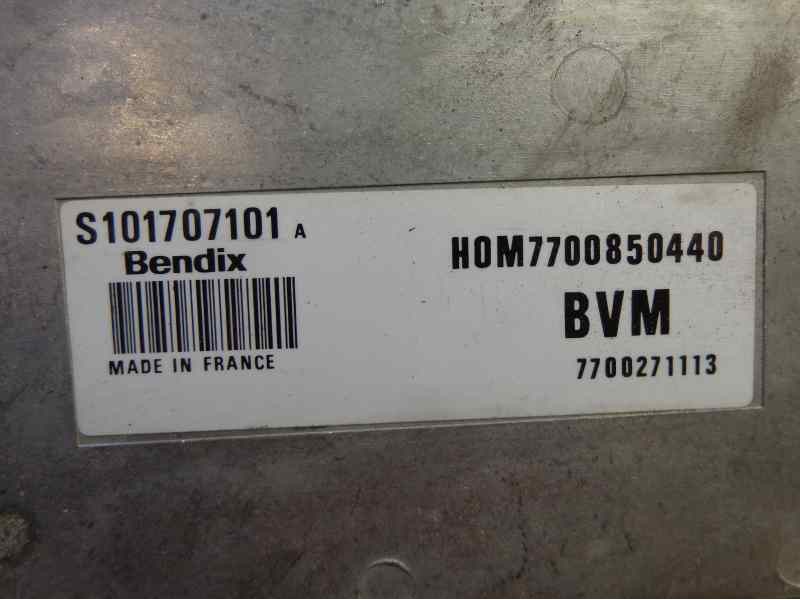 S101707101 A
Bendix
MADE IN FRANCE
HOM7700850440
BVM
7700271113